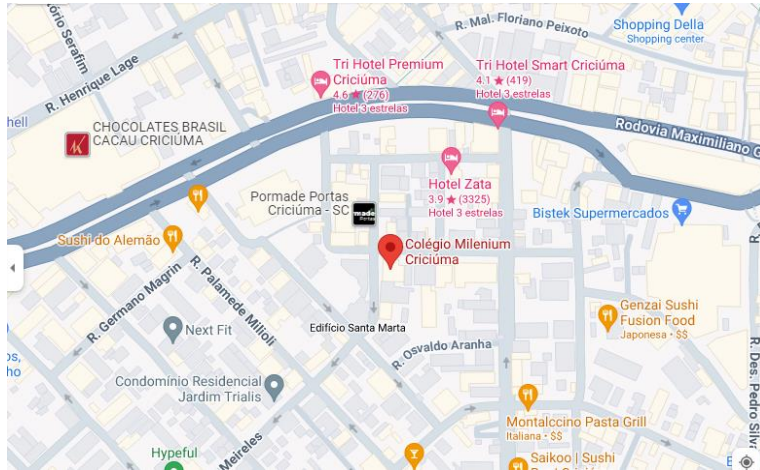 R. Mal. Floriano Peixoto
Shopping Della
Shopping center
R. Henrique Lage
Tri Hotel Premium
Criciúma
4.6 ★ (276)
Hotel 3 estrelas
Tri Hotel Smart Criciúma
4.1 ★ (419)
Hotel 3 estrelas
CHOCOLATES BRASIL
CACAU CRICIÚMA
Rodovia Maximiliano G
Hotel Zata
3.9 ★ (3325)
Hotel 3 estrelas
Pormade Portas
Criciúma - SC
Bistek Supermercados
Sushi do Alemão
Colégio Milenium
Criciúma
R. Germano Magrin
R. Palamede Milloli
Next Fit
Edifício Santa Marta
Genzai Sushi
Fusion Food
Japonesa • $$
R. Osvaldo Aranha
Condomínio Residencial
Jardim Trialis
R. Des. Pedro Silva
Montalccino Pasta Grill
Italiana • $$
Meireles
Hypeful
Saikoo | Sushi